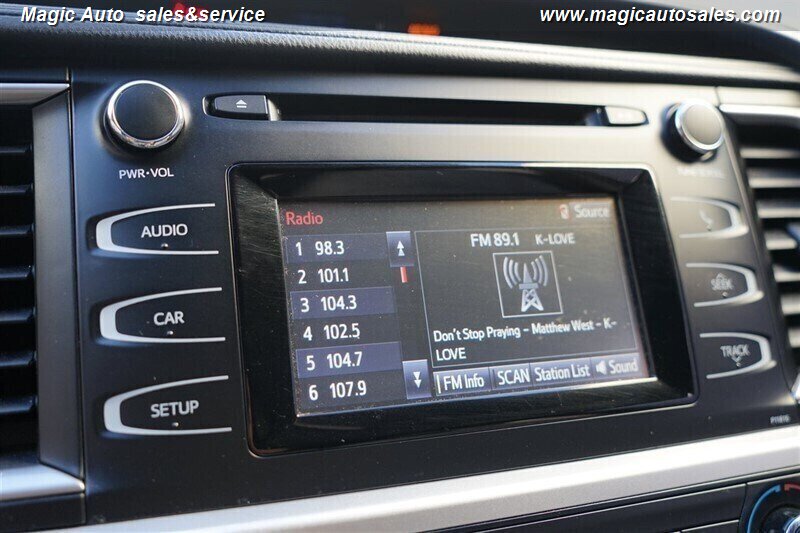 Magic Auto sales&service
www.magicautosales.com
PWR•VOL
AUDIO
CAR
SETUP
Radio
Source
1 98.3
2 101.1
3 104.3
4 102.5
5 104.7
6 107.9
FM 89.1 K-LOVE
Don't Stop Praying - Matthew West - K-
LOVE
FM Info
SCAN
Station List
Sound
SEEK
TRACK